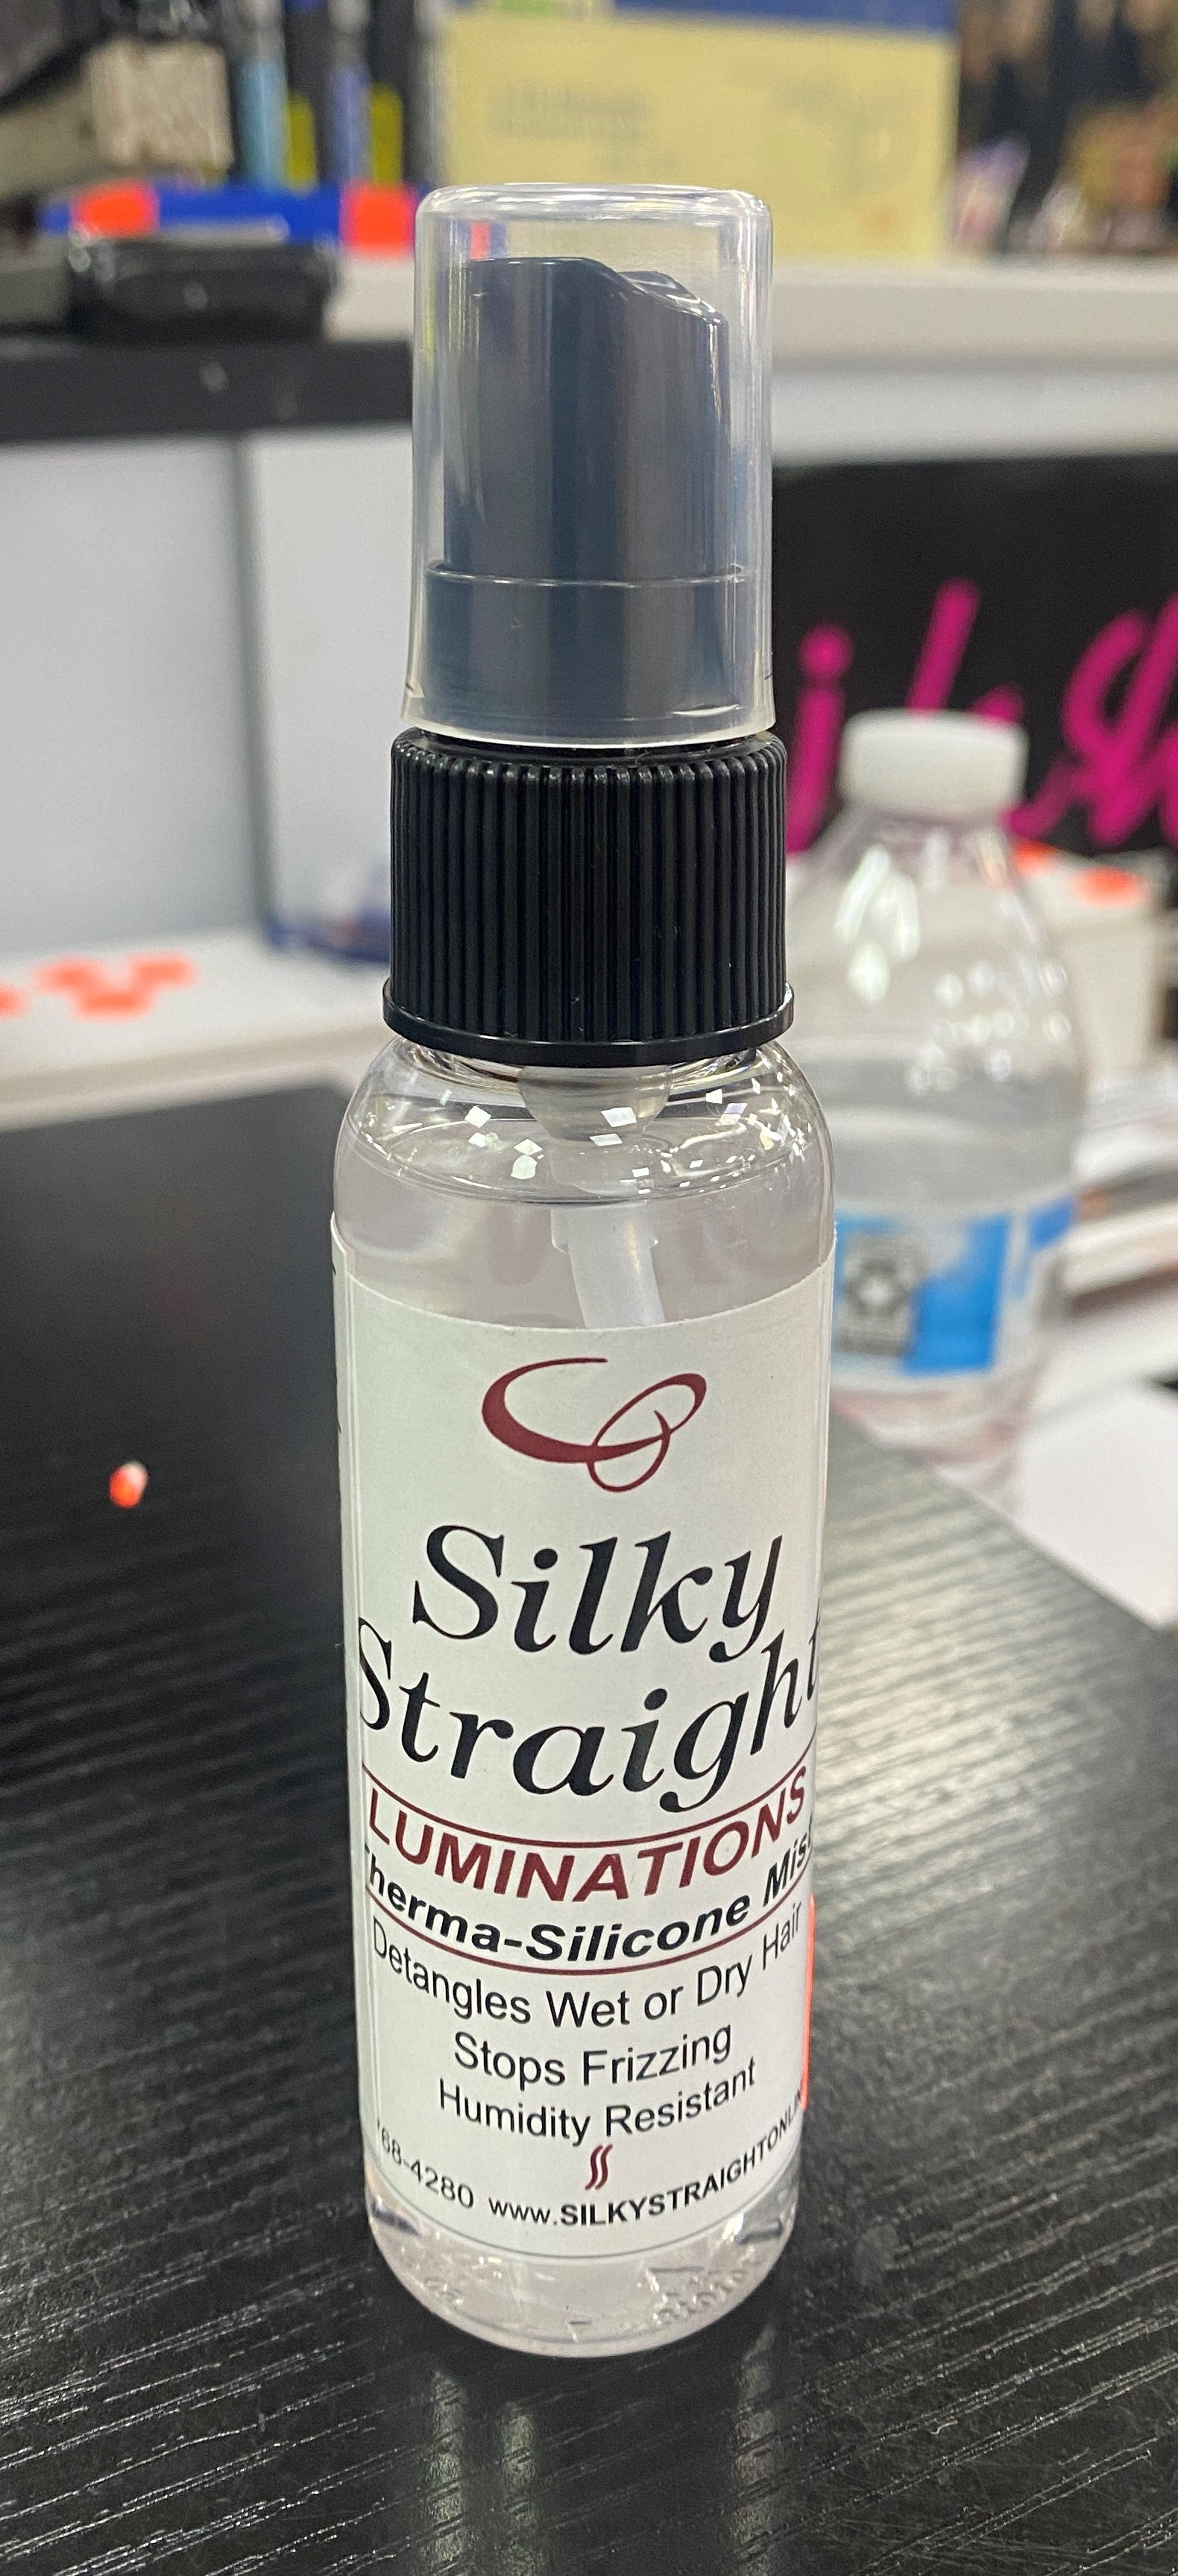 Silky
Straight
LUMINATIONS
Therma-Silicone Mist
Detangles Wet or Dry Hair
Stops Frizzing
Humidity Resistant
68-4280 www.SILKYSTRAIGHTONLI